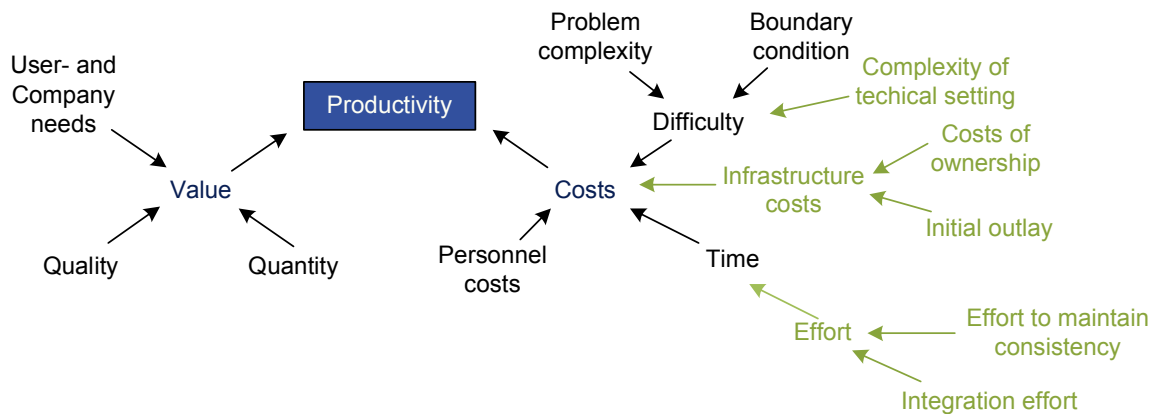 Problem
complexity
Boundary
condition
User- and
Company
needs
Productivity
Complexity of
techical setting
Difficulty
Costs of
ownership
Value
Costs
Infrastructure
costs
Initial outlay
Quality
Quantity
Personnel
costs
Time
Effort
Effort to maintain
consistency
Integration effort